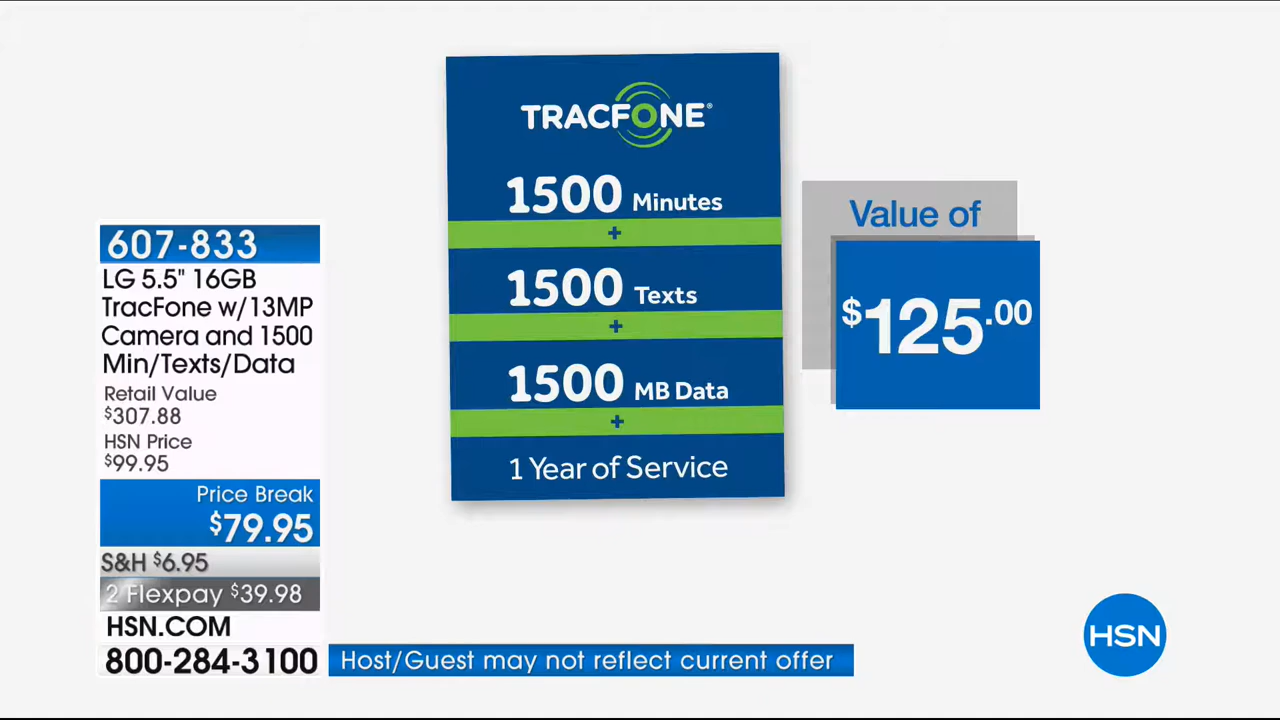 TRACFONE®
1500 Minutes
+
1500 Texts
+
1500 MB Data
+
1 Year of Service
Value of
$125.00
607-833
LG 5.5" 16GB
TracFone w/13MP
Camera and 1500
Min/Texts/Data
Retail Value
$307.88
HSN Price
$99.95
Price Break
$79.95
S&H $6.95
2 Flexpay $39.98
HSN.COM
800-284-3100
Host/Guest may not reflect current offer
HSN